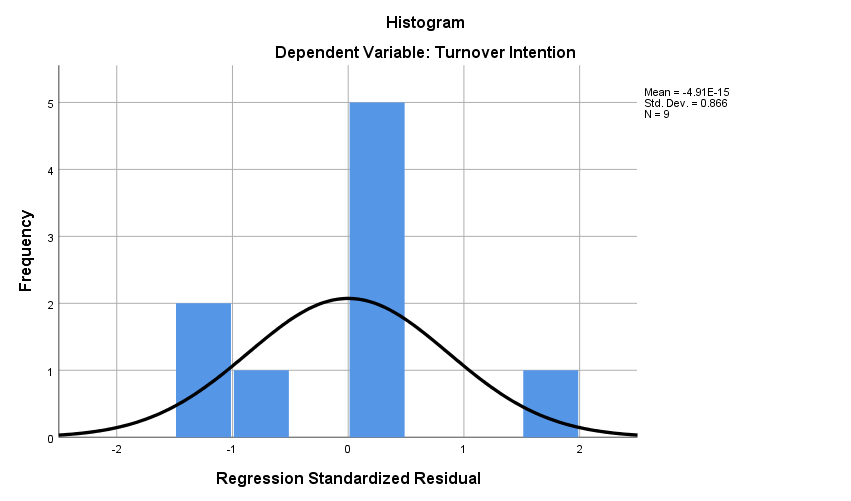 Histogram
Dependent Variable: Turnover Intention
Mean = -4.91E-15
Std. Dev. = 0.866
N = 9
Frequency
5
4
3
2
1
0
-2 -1 0 1 2
Regression Standardized Residual